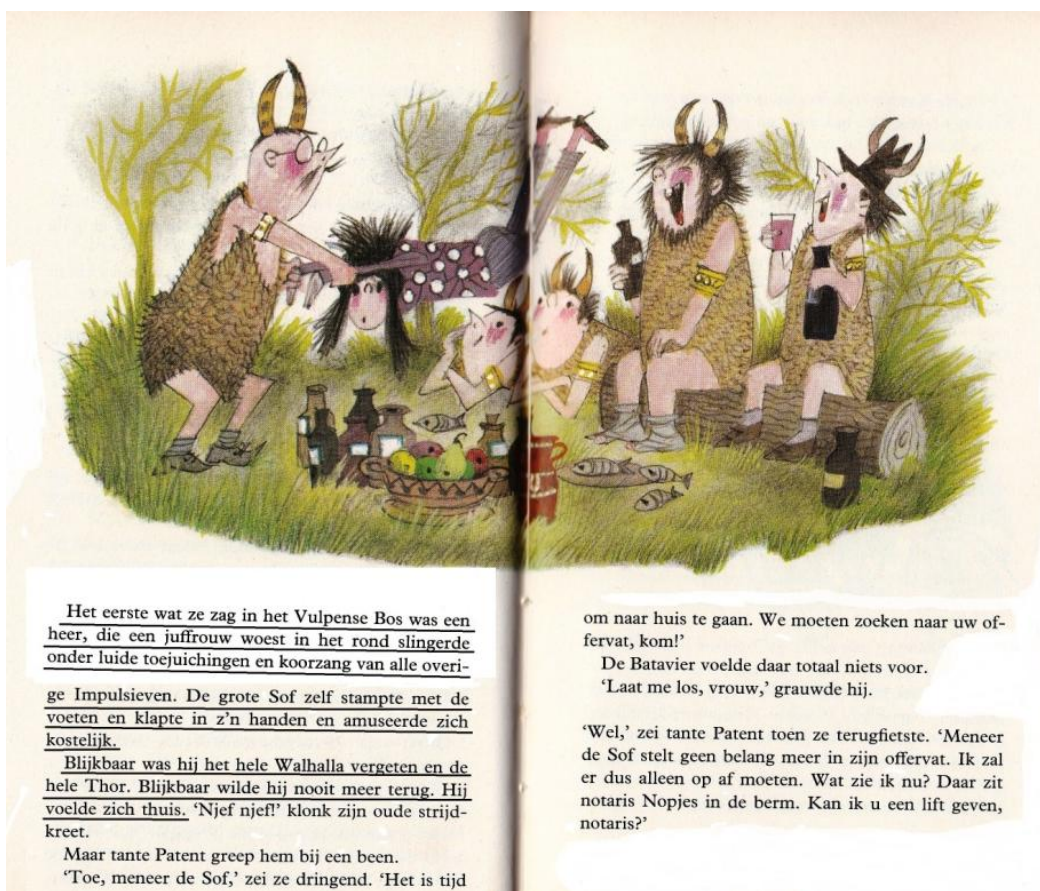 Het eerste wat ze zag in het Vulpense Bos was een
heer, die een juffrouw woest in het rond slingerde
onder luide toejuichingen en koorzang van alle overi-
ge Impulsieven. De grote Sof zelf stampte met de
voeten en klapte in z'n handen en amuseerde zich
kostelijk.
Blijkbaar was hij het hele Walhalla vergeten en de
hele Thor. Blijkbaar wilde hij nooit meer terug. Hij
voelde zich thuis. 'Njef njef!' klonk zijn oude strijd-
kreet.
Maar tante Patent greep hem bij een been.
'Toe, meneer de Sof,' zei ze dringend. 'Het is tijd
om naar huis te gaan. We moeten zoeken naar uw of-
fervat, kom!'
De Batavier voelde daar totaal niets voor.
'Laat me los, vrouw,' grauwde hij.
'Wel,' zei tante Patent toen ze terugfietste. 'Meneer
de Sof stelt geen belang meer in zijn offervat. Ik zal
er dus alleen op af moeten. Wat zie ik nu? Daar zit
notaris Nopjes in de berm. Kan ik u een lift geven,
notaris?'